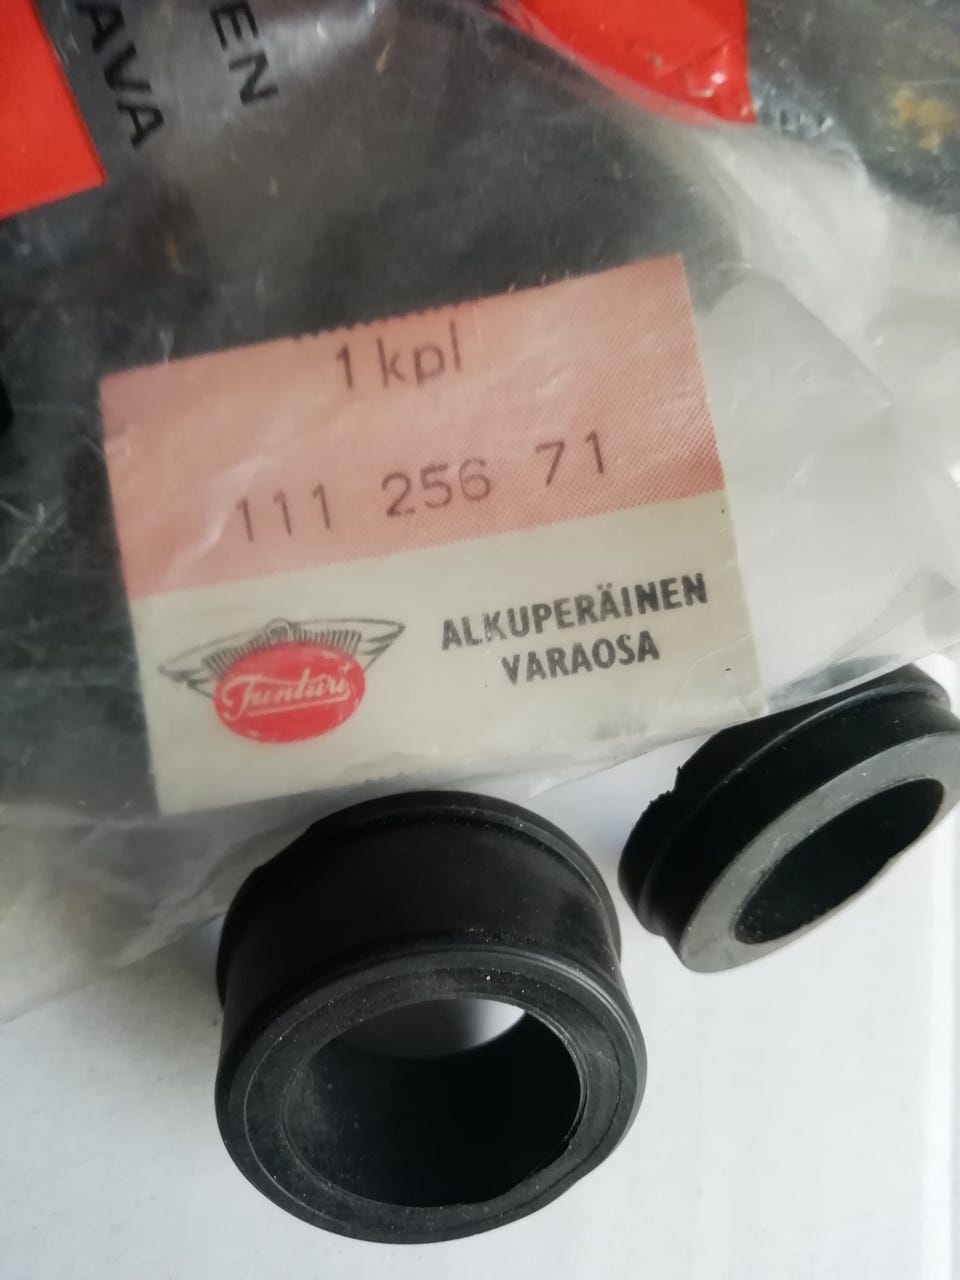 EN
AVA
1 kpl
111 256 71
Tunturi
ALKUPERÄINEN
VARAOSA